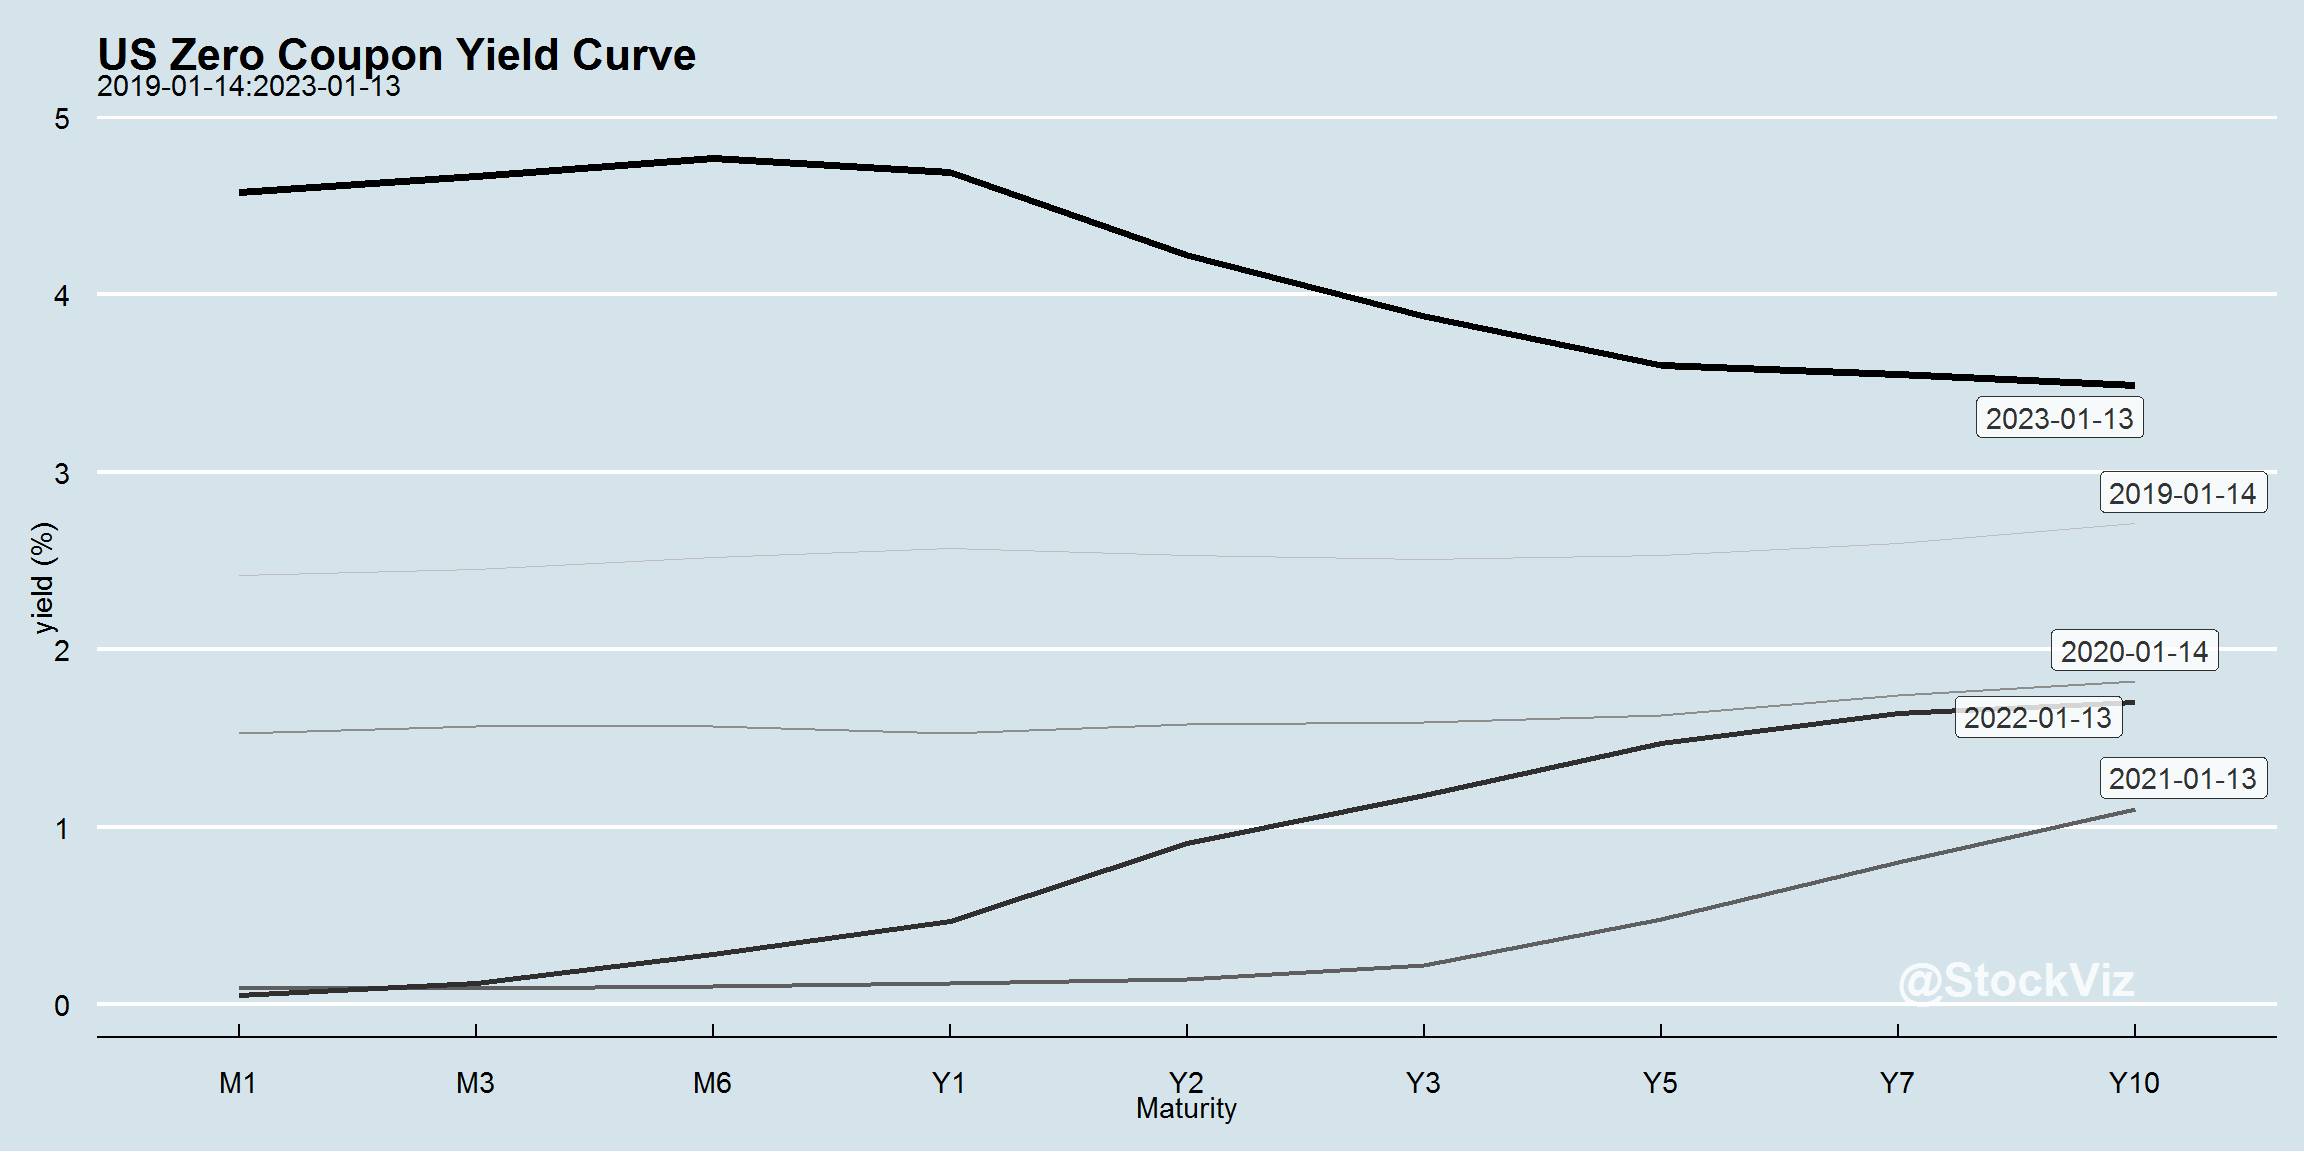 US Zero Coupon Yield Curve
2019-01-14:2023-01-13
5
4
3
2
1
0
yield (%)
2023-01-13
2019-01-14
2020-01-14
2022-01-13
2021-01-13
@StockViz
M1 M3 M6 Y1 Y2 Y3 Y5 Y7 Y10
Maturity